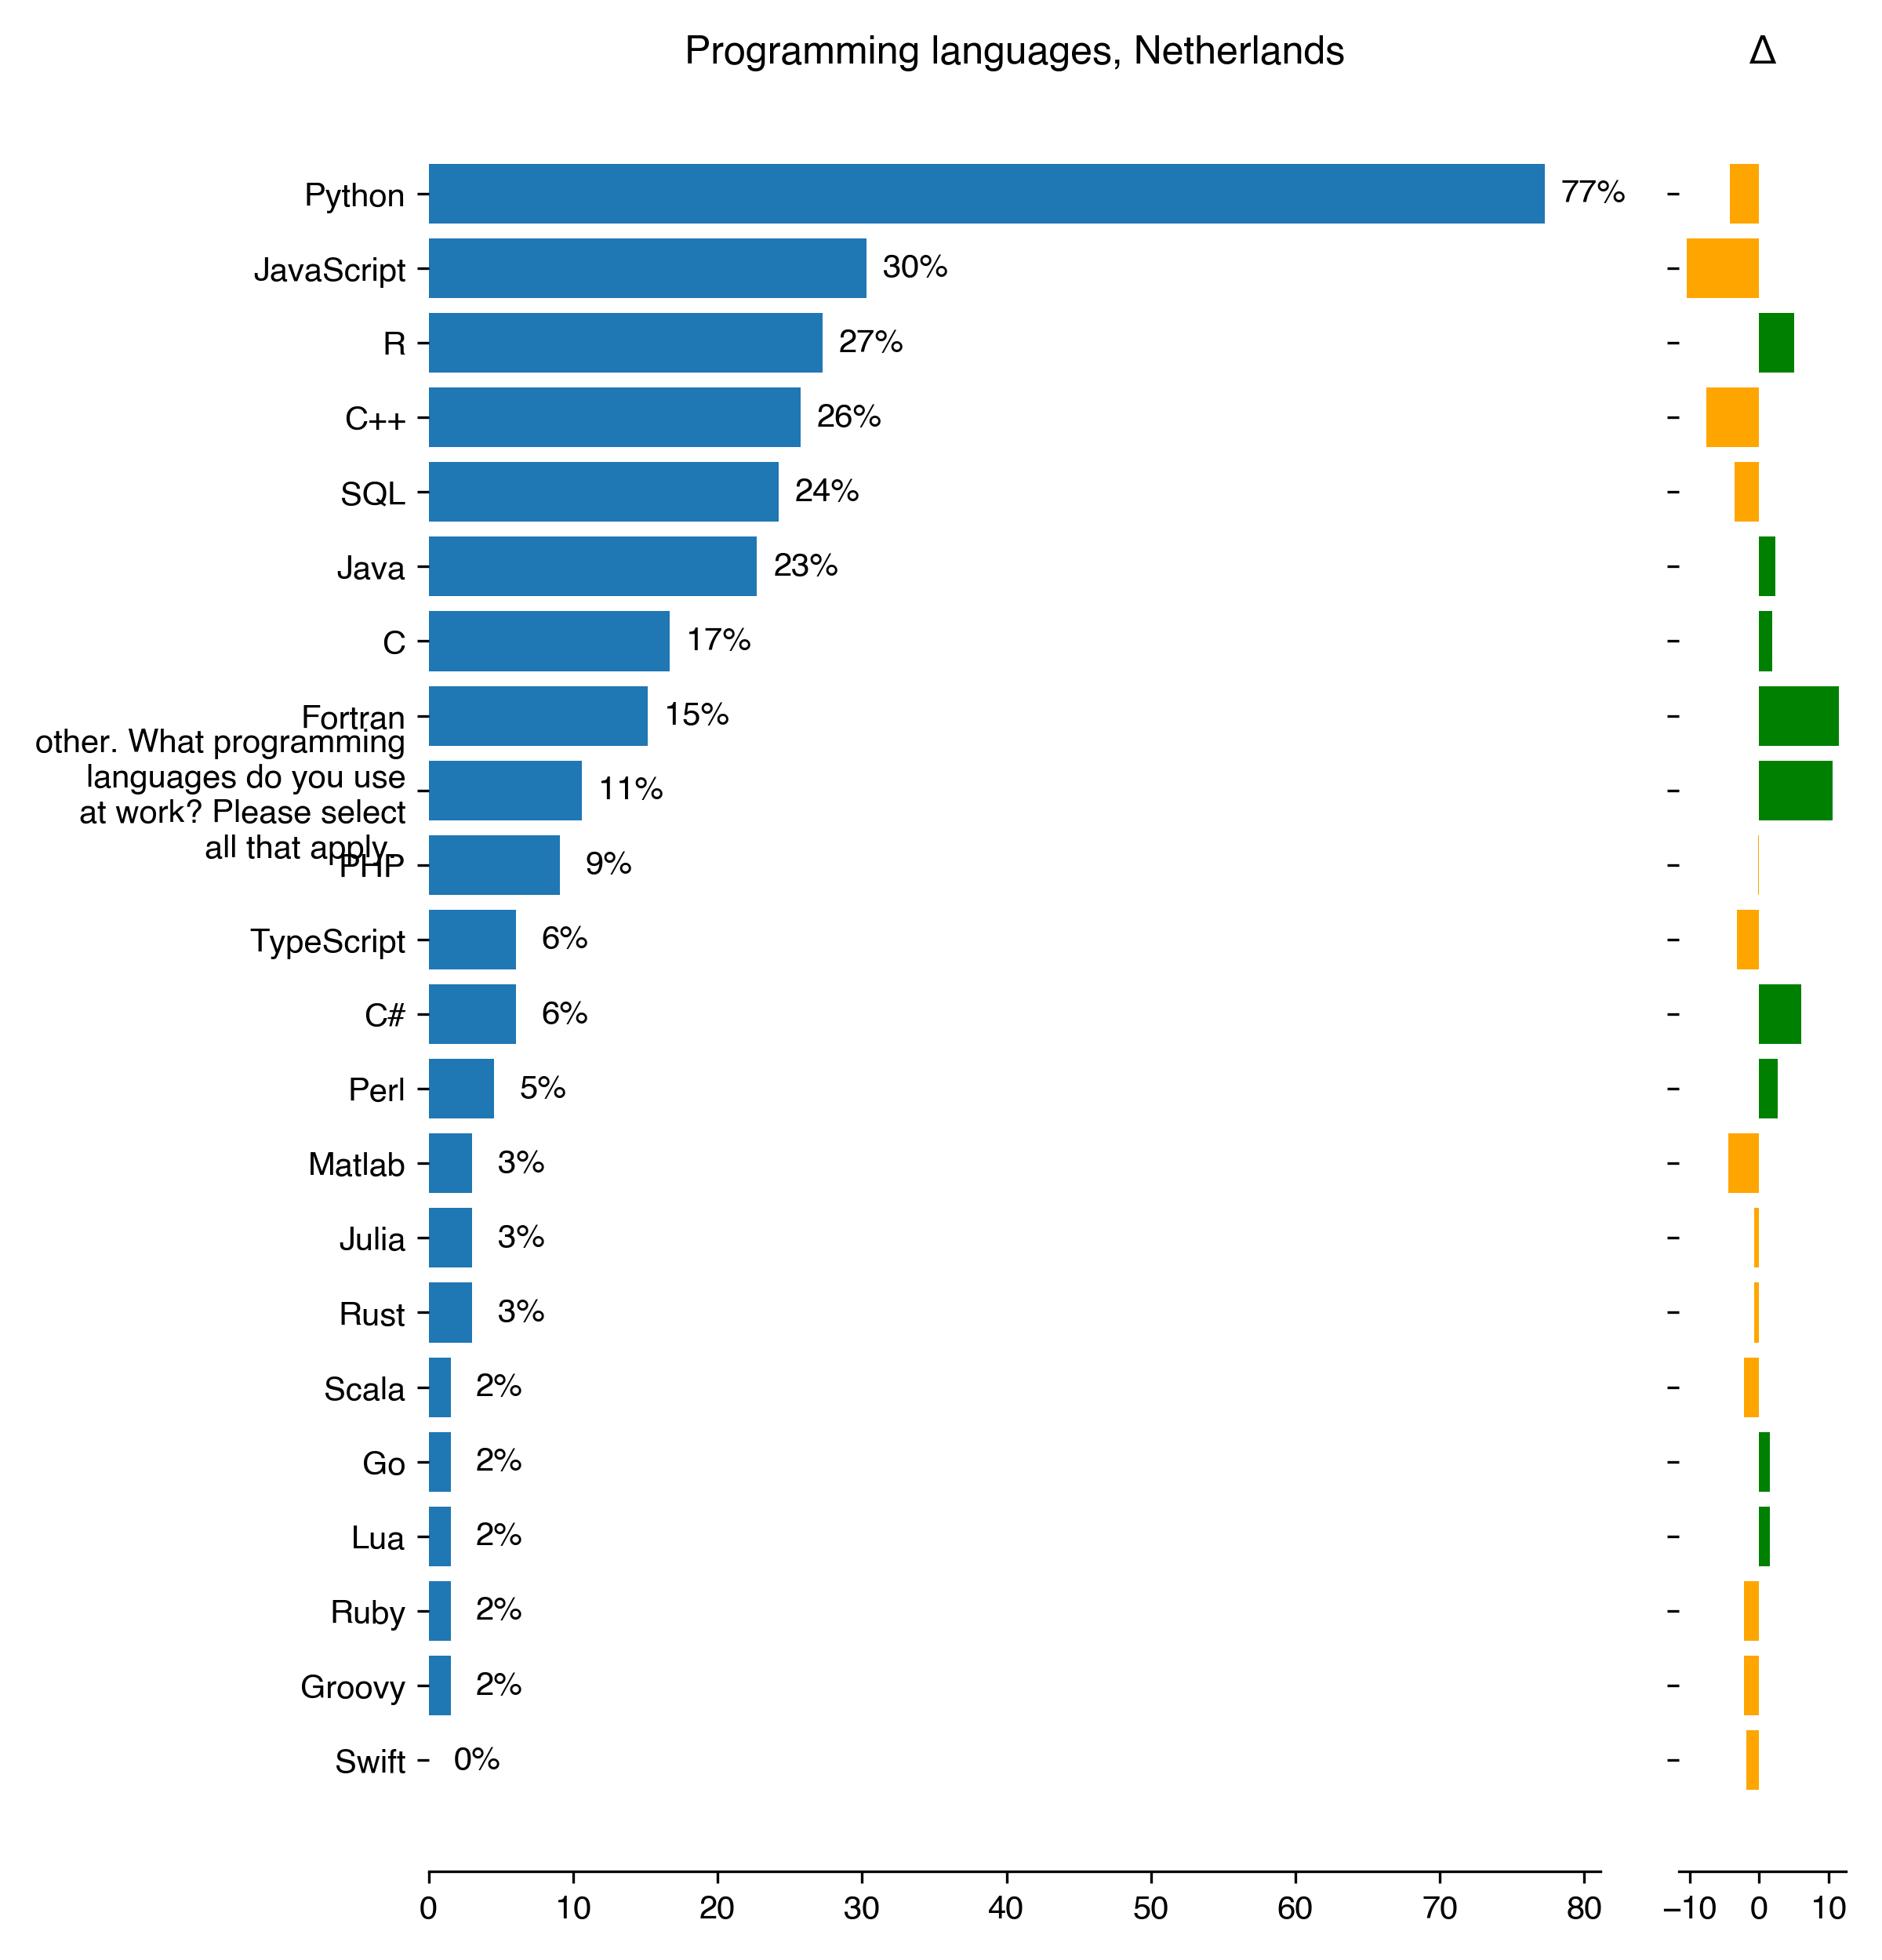 Programming languages, Netherlands
Δ
Python 77%
JavaScript 30%
R 27%
C++ 26%
SQL 24%
Java 23%
C 17%
Fortran 15%
other. What programming
languages do you use
at work? Please select
all that apply.
11%
PHP 9%
TypeScript 6%
C# 6%
Perl 5%
Matlab 3%
Julia 3%
Rust 3%
Scala 2%
Go 2%
Lua 2%
Ruby 2%
Groovy 2%
Swift 0%
0 10 20 30 40 50 60 70 80
−10 0 10